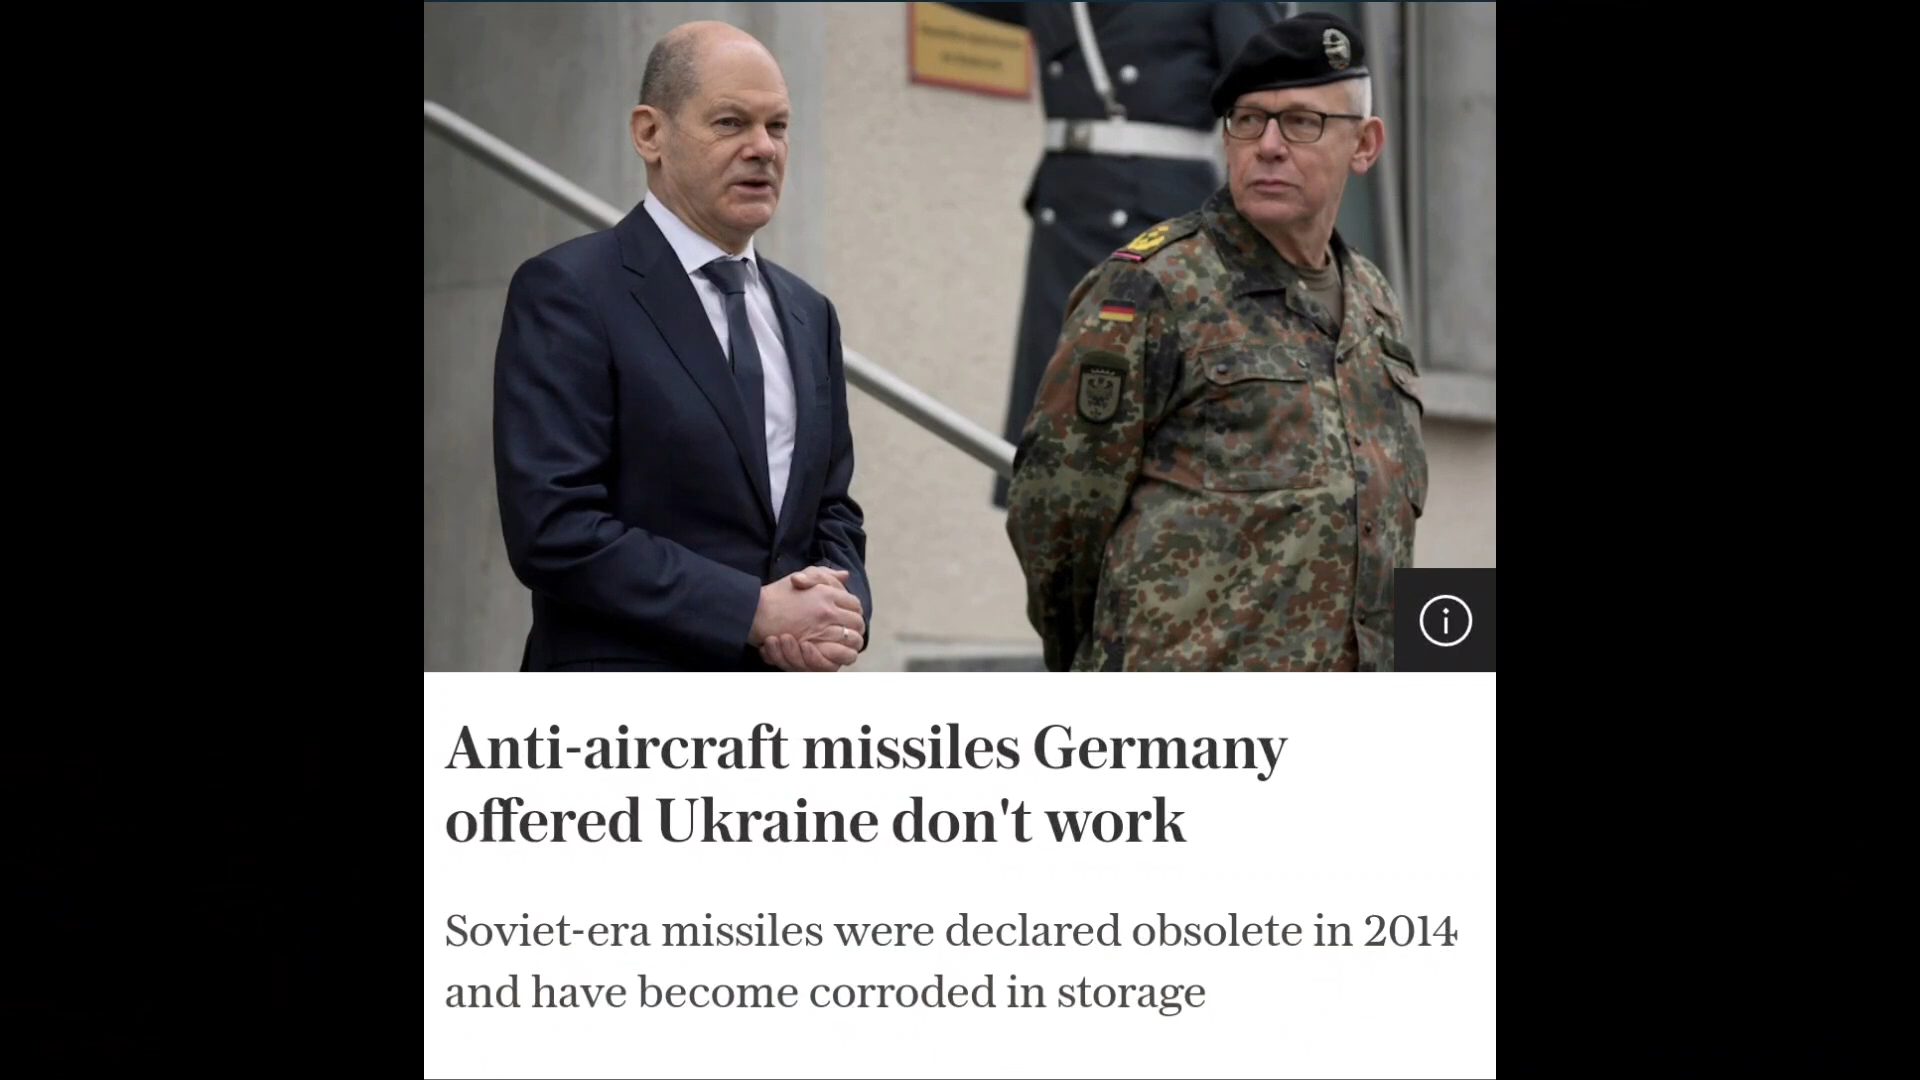 Anti-aircraft missiles Germany
offered Ukraine don't work
Soviet-era missiles were declared obsolete in 2014
and have become corroded in storage